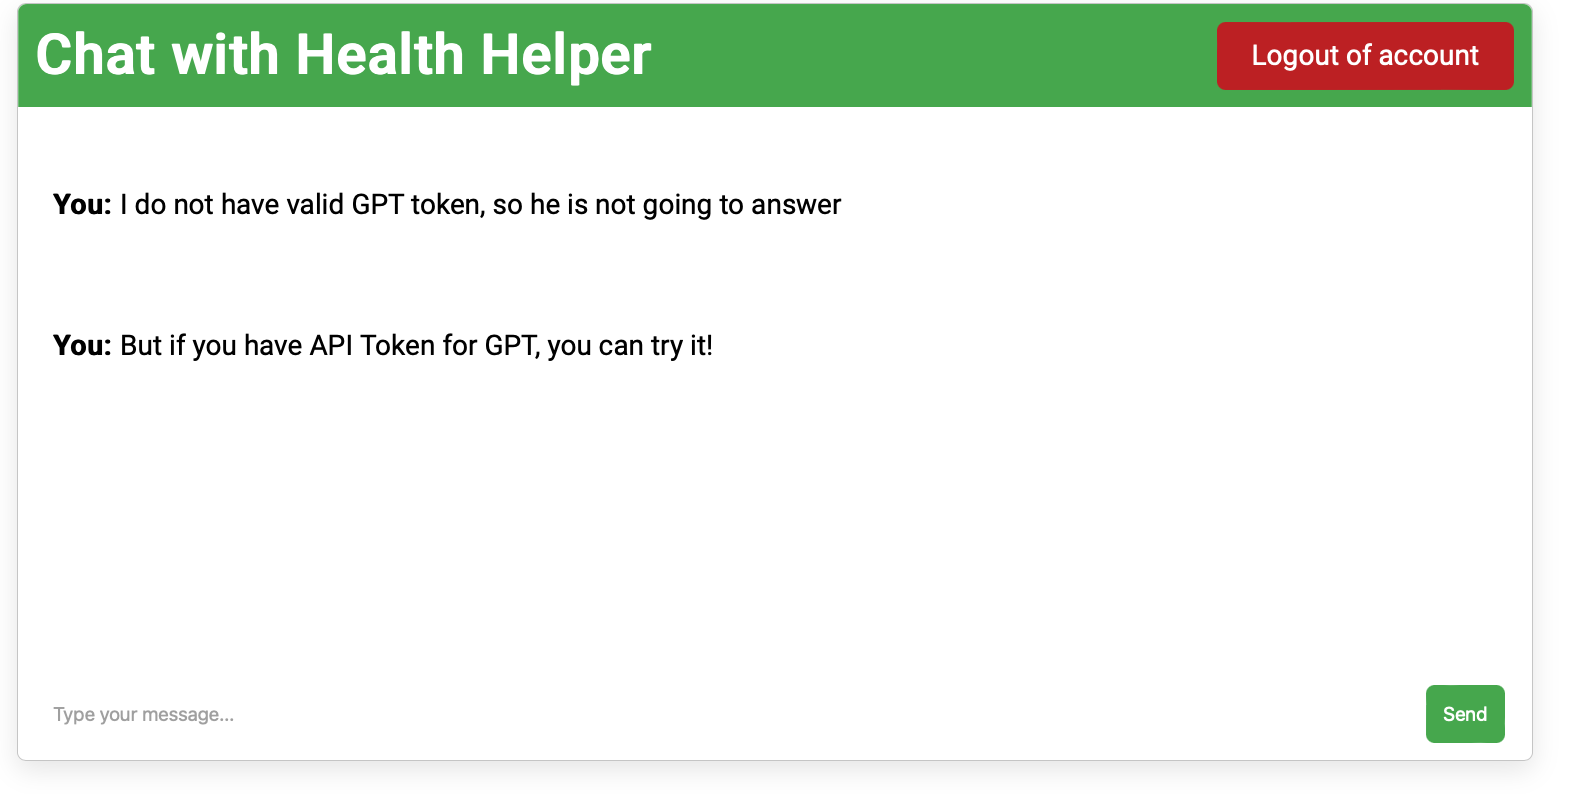 Chat with Health Helper
Logout of account
You: I do not have valid GPT token, so he is not going to answer
You: But if you have API Token for GPT, you can try it!
Type your message...
Send